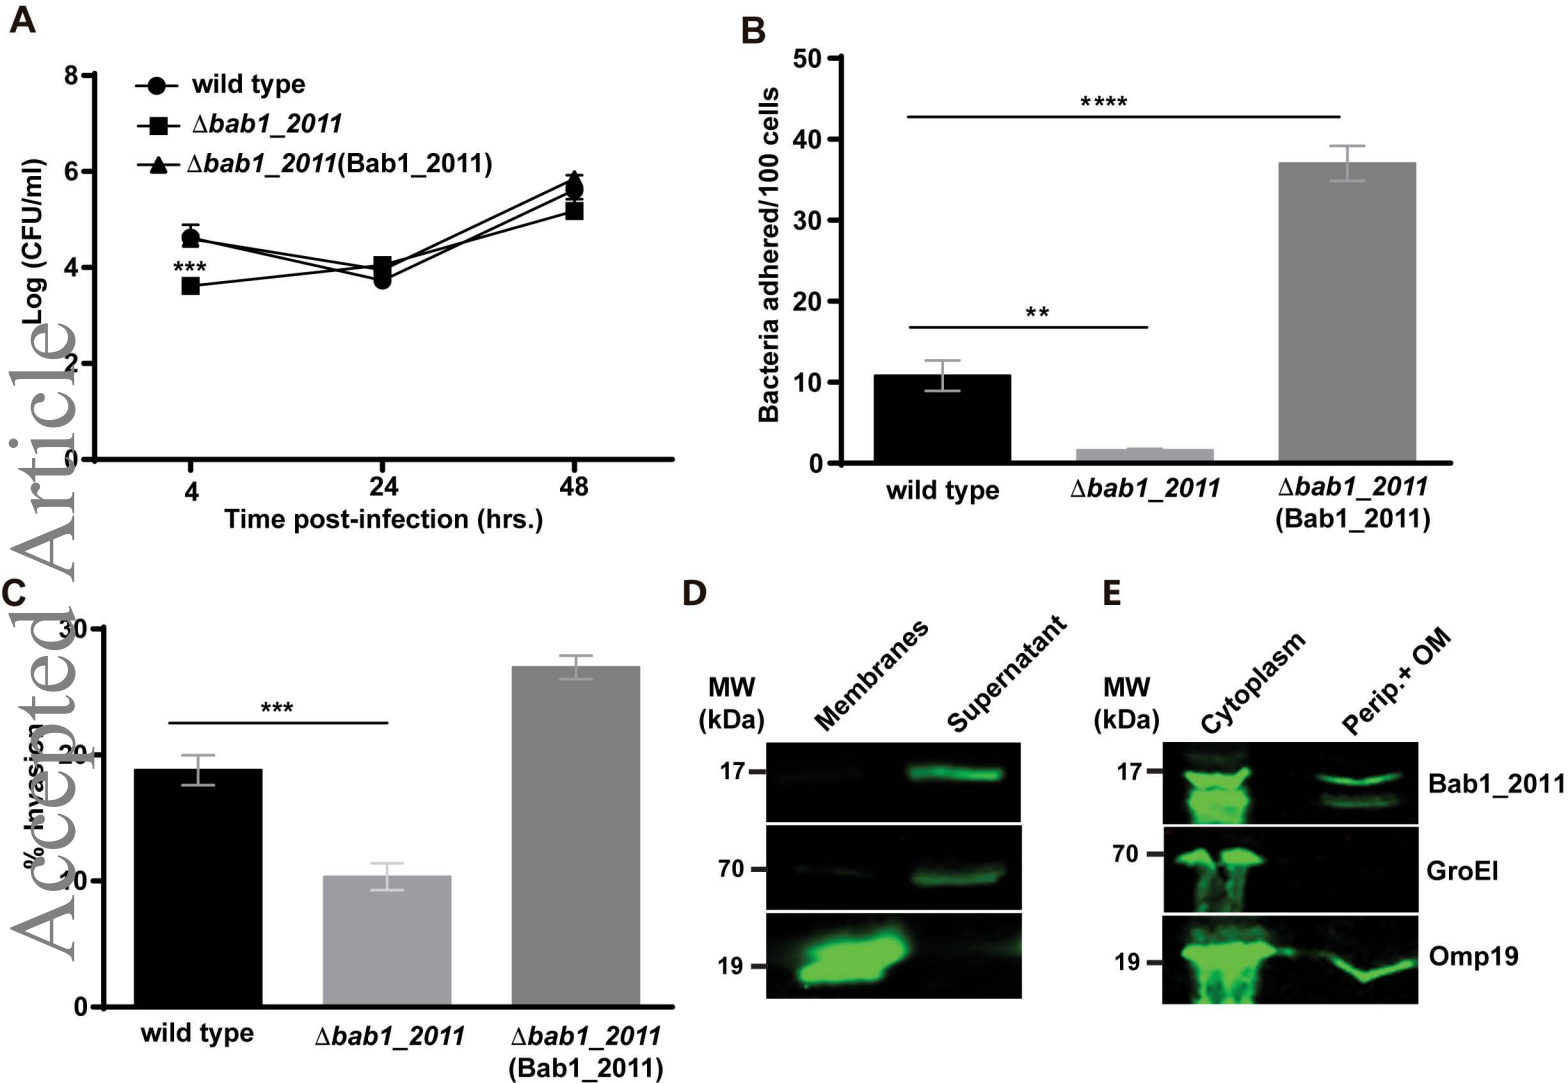 A
8
6
4
2
0
Log (CFU/ml)
wild type
Δbab1_2011
Δbab1_2011(Bab1_2011)
***
4
24
48
Time post-infection (hrs.)
B
50
40
30
20
10
0
Bacteria adhered/100 cells
****
**
wild type
Δbab1_2011
Δbab1_2011
(Bab1_2011)
C
30
20
10
0
% Invasion
***
wild type
Δbab1_2011
Δbab1_2011
(Bab1_2011)
D
MW
(kDa)
Membranes
Supernatant
17
70
19
E
MW
(kDa)
Cytoplasm
Perip.+ OM
17
70
19
Bab1_2011
GroEl
Omp19
Accepted Article